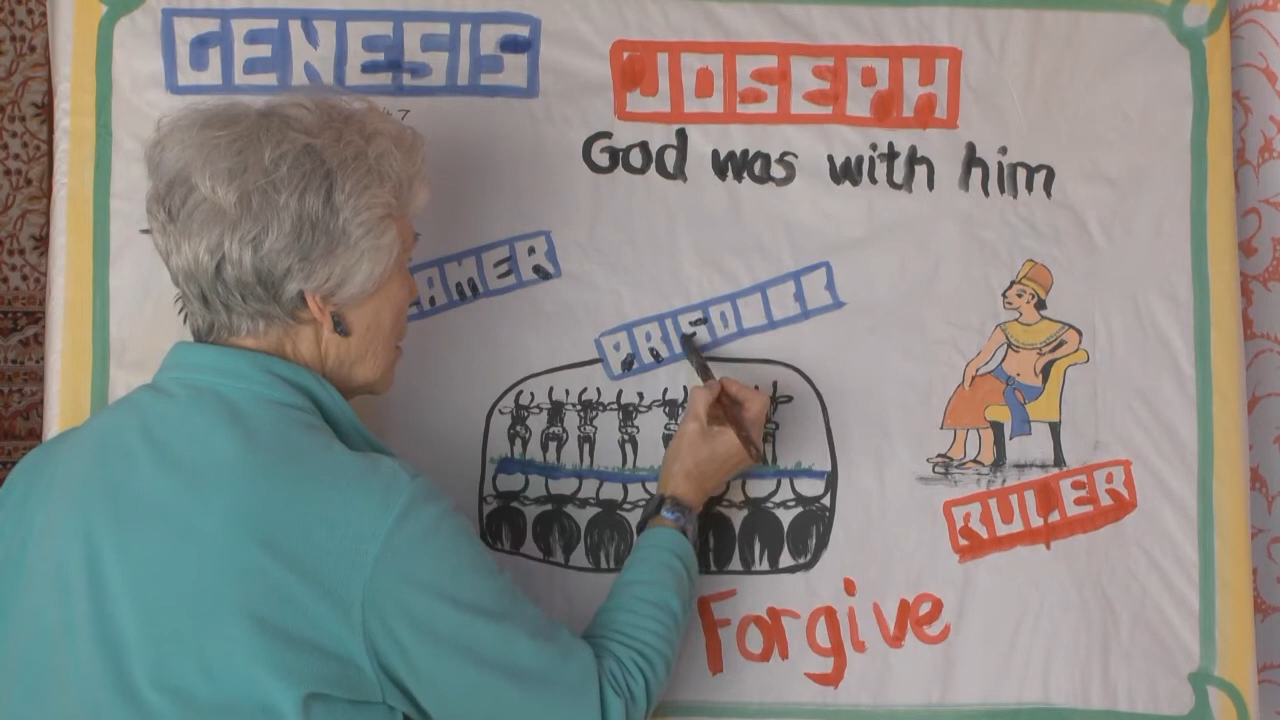 GENESIS
JOSEPH
God was with him
PRISONER
RULER
Forgive